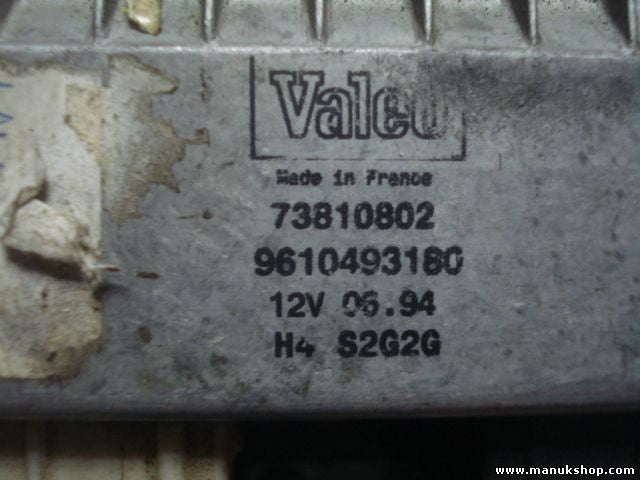 Valeo
Made in France
73810802
9610493180
12V 06.94
H4 S2G2G
www.manukshop.com